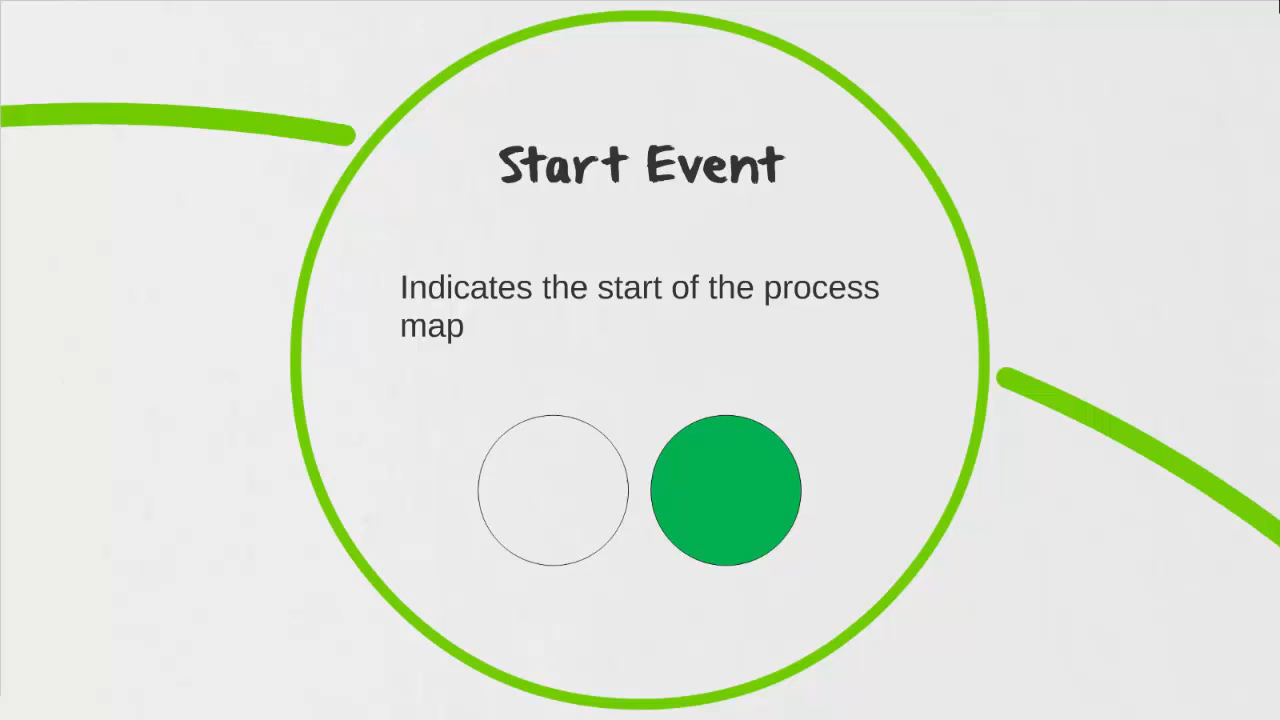 Start Event
Indicates the start of the process
map